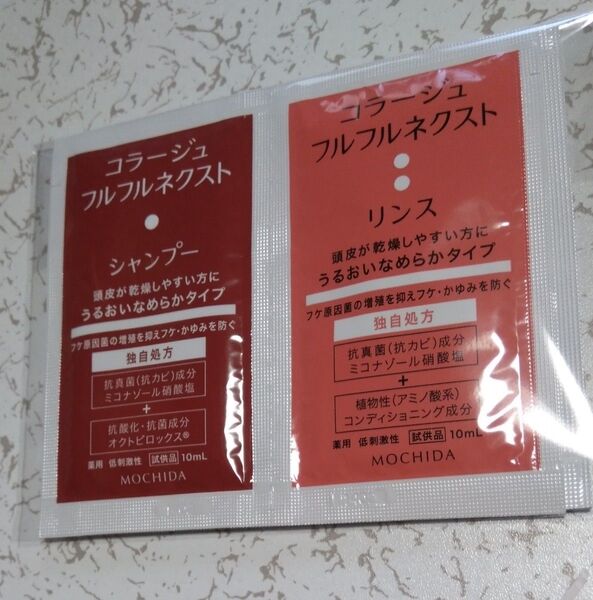 コラージュ
フルフルネクスト
シャンプー
頭皮が乾燥しやすい方に
うるおいなめらかタイプ
フケ原因菌の増殖を抑えフケ・かゆみを防ぐ
独自処方
抗真菌(抗カビ)成分
ミコナゾール硝酸塩
+
抗酸化・抗菌成分
オクトピロックス®
薬用 低刺激性 試供品 10mL
MOCHIDA
コラージュ
フルフルネクスト
リンス
頭皮が乾燥しやすい方に
うるおいなめらかタイプ
フケ原因菌の増殖を抑えフケ・かゆみを防ぐ
独自処方
抗真菌(抗カビ)成分
ミコナゾール硝酸塩
+
植物性(アミノ酸系)
コンディショニング成分
薬用 低刺激性 試供品 10mL
MOCHIDA